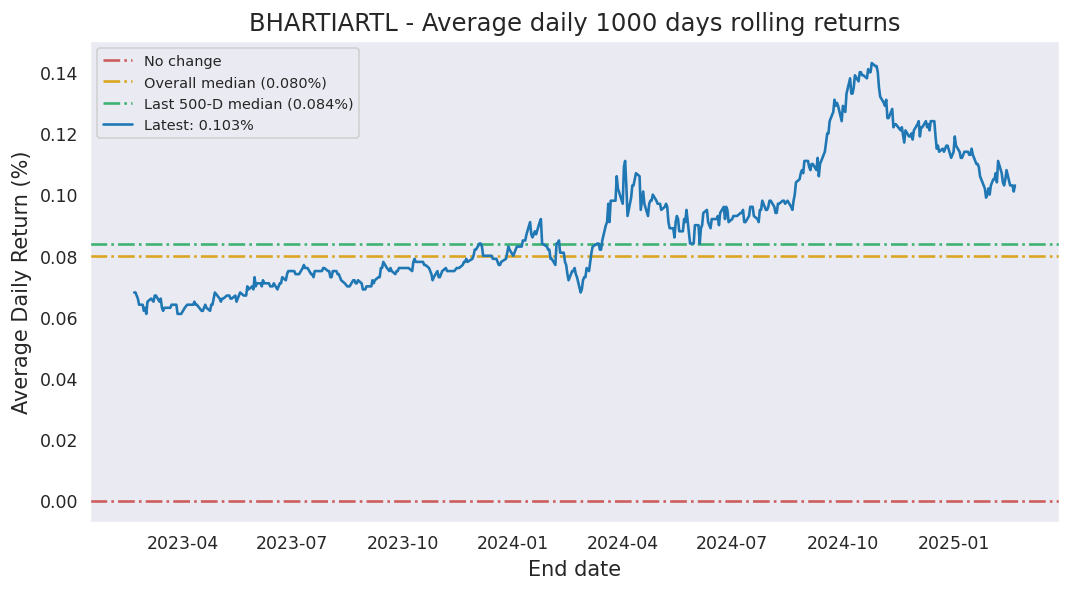 BHARTIARTL - Average daily 1000 days rolling returns
No change
Overall median (0.080%)
Last 500-D median (0.084%)
Latest: 0.103%
Average Daily Return (%)
0.14
0.12
0.10
0.08
0.06
0.04
0.02
0.00
2023-04 2023-07 2023-10 2024-01 2024-04 2024-07 2024-10 2025-01
End date